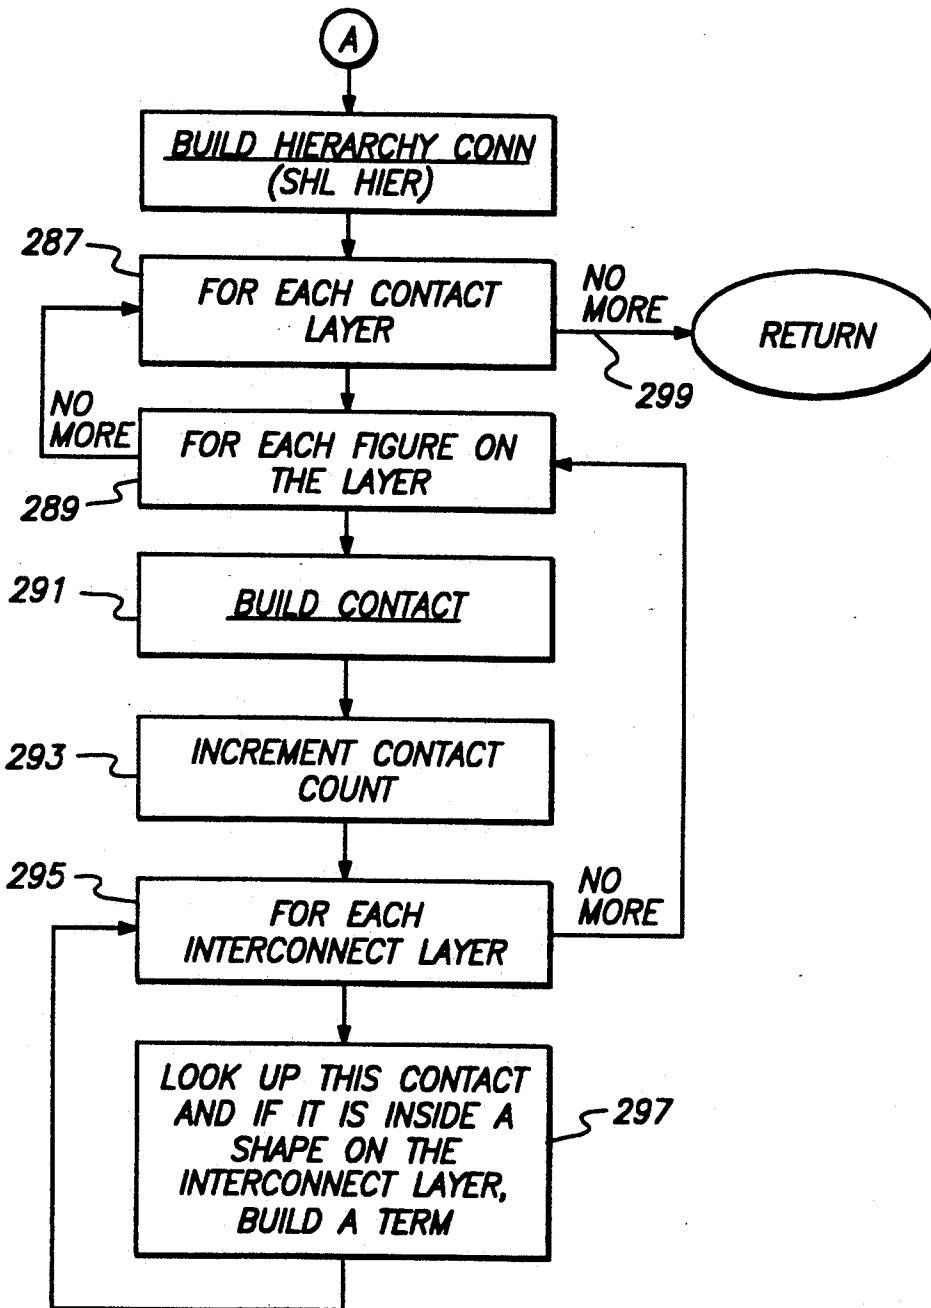 A
BUILD HIERARCHY CONN
(SHL HIER)
287
FOR EACH CONTACT
LAYER
NO
MORE
RETURN
299
NO
MORE
FOR EACH FIGURE ON
THE LAYER
289
291
BUILD CONTACT
293
INCREMENT CONTACT
COUNT
295
FOR EACH
INTERCONNECT LAYER
NO
MORE
LOOK UP THIS CONTACT
AND IF IT IS INSIDE A
SHAPE ON THE
INTERCONNECT LAYER,
BUILD A TERM
297